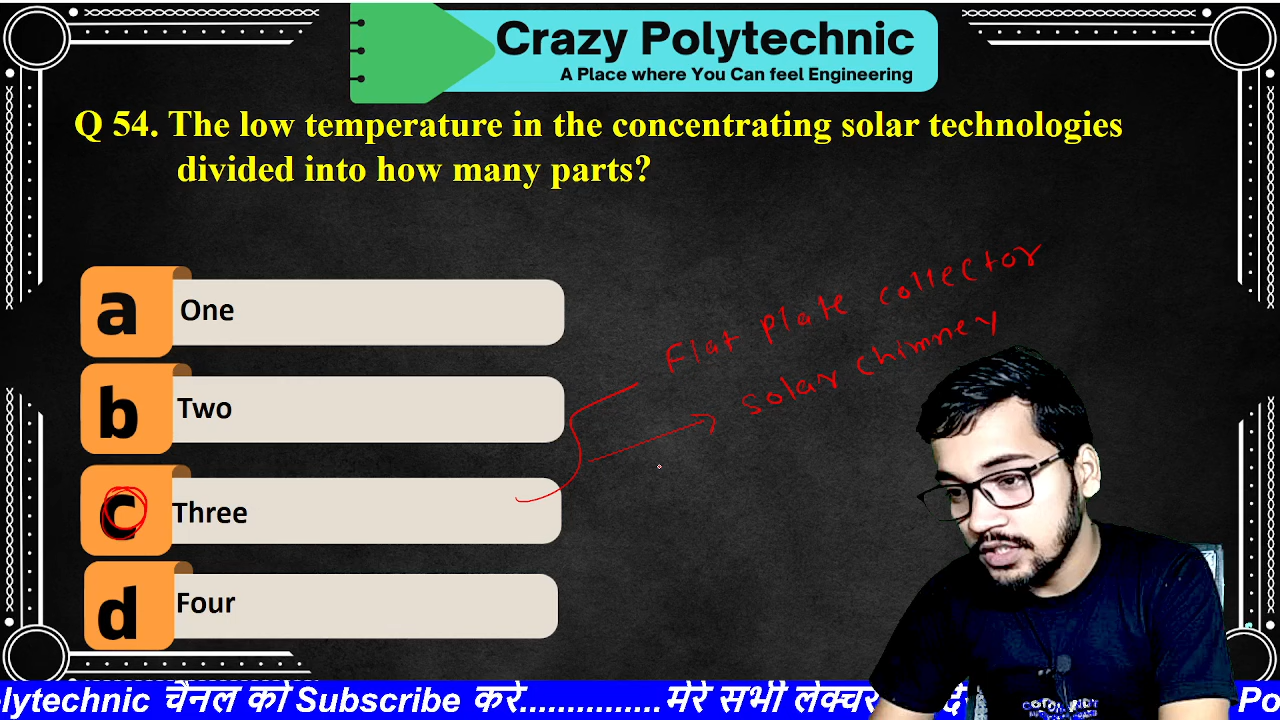 Crazy Polytechnic
A Place where You Can feel Engineering
Q 54. The low temperature in the concentrating solar technologies
divided into how many parts?
a One
b Two
c Three
d Four
Flat plate collector
solar chimney
olytechnic चैनल को Subscribe करे..............मेरे सभी लेक्चर
Po